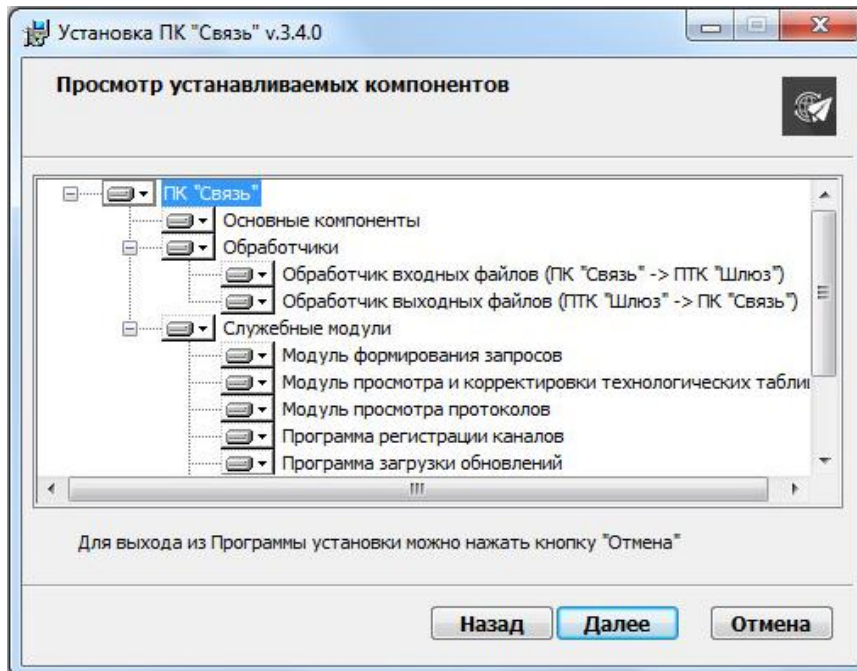 Установка ПК "Связь" v.3.4.0
Просмотр устанавливаемых компонентов
ПК "Связь"
Основные компоненты
Обработчики
Обработчик входных файлов (ПК "Связь" -> ПТК "Шлюз")
Обработчик выходных файлов (ПТК "Шлюз" -> ПК "Связь")
Служебные модули
Модуль формирования запросов
Модуль просмотра и корректировки технологических
Модуль просмотра протоколов
Программа регистрации каналов
Программа загрузки обновлений
Для выхода из Программы установки можно нажать кнопку "Отмена"
Назад Далее Отмена